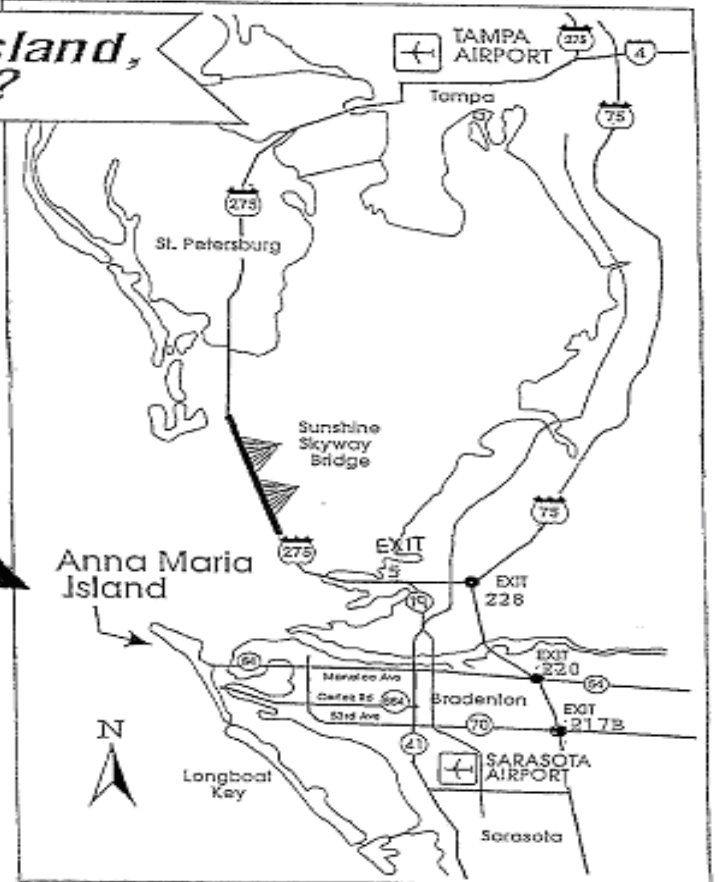 sland,
?
TAMPA
AIRPORT
275
4
Tampa
75
275
St. Petersburg
Sunshine
Skyway
Bridge
75
275
EXIT
5
EXIT
228
19
Anna Maria
Island
64
EXIT
220
64
Manatee Ave
Cortez Rd
684
Bradenton
53rd Ave
70
EXIT
217B
N
41
SARASOTA
AIRPORT
Longboat
Key
Sarasota